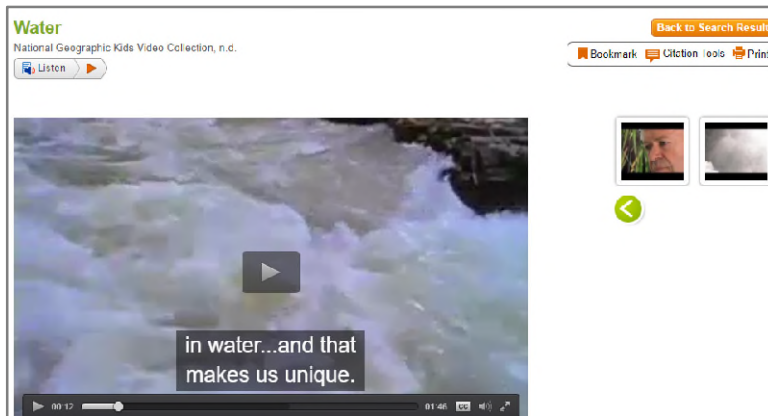 Water
Back to Search Result
National Geographic Kids Video Collection, n.d.
Bookmark Citation Tools Print
Listen
in water...and that
makes us unique.
00:12 01:46 CC